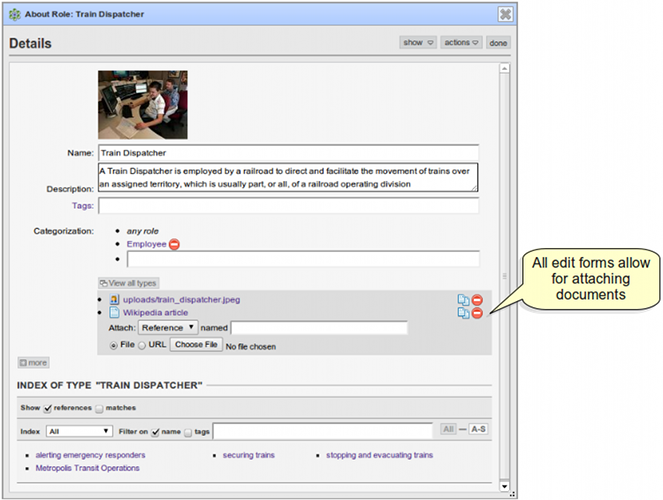 About Role: Train Dispatcher
Details
show actions done
Name: Train Dispatcher
A Train Dispatcher is employed by a railroad to direct and facilitate the movement of trains over
Description: an assigned territory, which is usually part, or all, of a railroad operating division
Tags:
Categorization: any role
Employee
View all types
uploads/train_dispatcher.jpeg
Wikipedia article
Attach: Reference named
File URL Choose File No file chosen
more
All edit forms allow
for attaching
documents
INDEX OF TYPE "TRAIN DISPATCHER"
Show references matches
Index All Filter on name tags All — A-S
alerting emergency responders securing trains stopping and evacuating trains
Metropolis Transit Operations